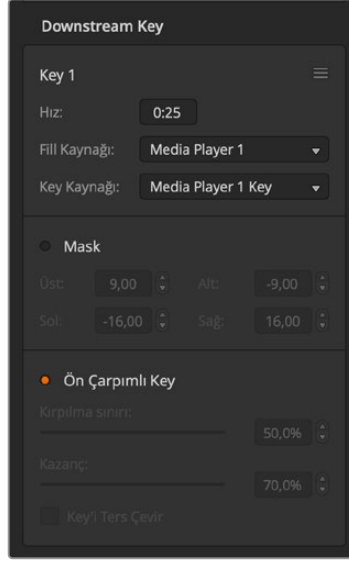 Downstream Key
Key 1
Hız: 0:25
Fill Kaynağı: Media Player 1
Key Kaynağı: Media Player 1 Key
Mask
Üst: 9,00 Alt: -9,00
Sol: -16,00 Sağ: 16,00
Ön Çarpımlı Key
Kırpılma sınırı:
50,0%
Kazanç:
70,0%
Key'i Ters Çevir